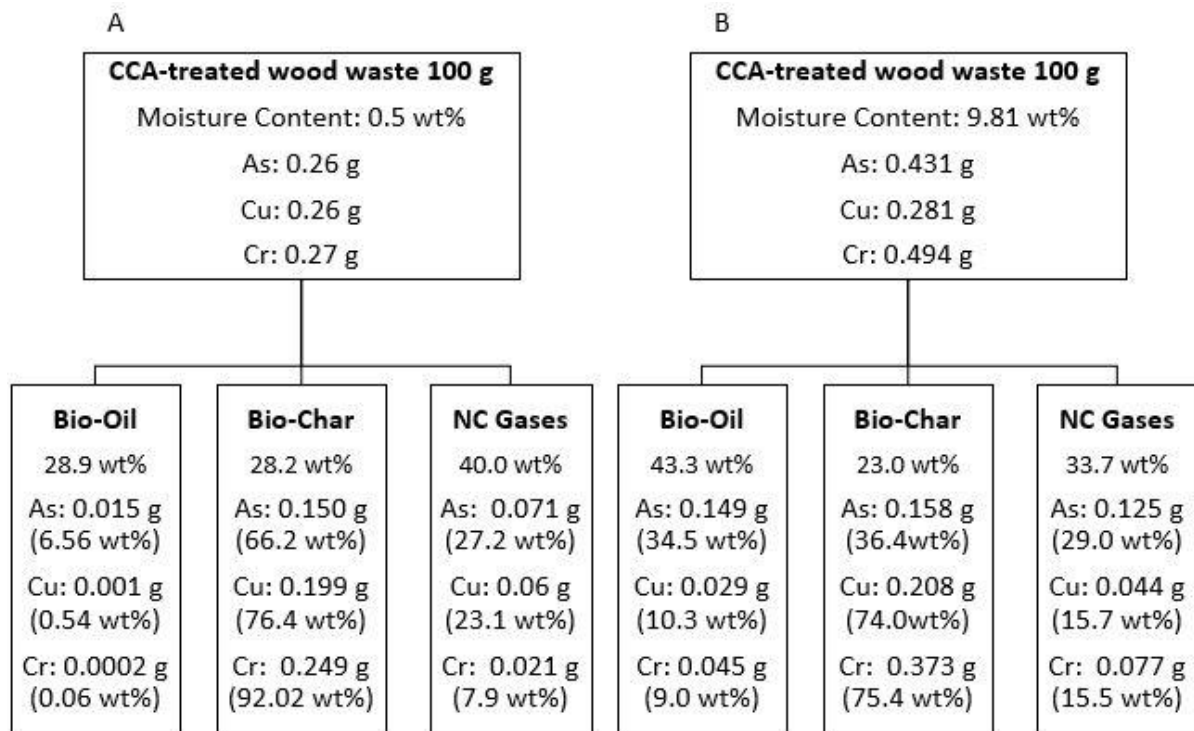 A
CCA-treated wood waste 100 g
Moisture Content: 0.5 wt%
As: 0.26 g
Cu: 0.26 g
Cr: 0.27 g
Bio-Oil
28.9 wt%
As: 0.015 g
(6.56 wt%)
Cu: 0.001 g
(0.54 wt%)
Cr: 0.0002 g
(0.06 wt%)
Bio-Char
28.2 wt%
As: 0.150 g
(66.2 wt%)
Cu: 0.199 g
(76.4 wt%)
Cr: 0.249 g
(92.02 wt%)
NC Gases
40.0 wt%
As: 0.071 g
(27.2 wt%)
Cu: 0.06 g
(23.1 wt%)
Cr: 0.021 g
(7.9 wt%)
B
CCA-treated wood waste 100 g
Moisture Content: 9.81 wt%
As: 0.431 g
Cu: 0.281 g
Cr: 0.494 g
Bio-Oil
43.3 wt%
As: 0.149 g
(34.5 wt%)
Cu: 0.029 g
(10.3 wt%)
Cr: 0.045 g
(9.0 wt%)
Bio-Char
23.0 wt%
As: 0.158 g
(36.4wt%)
Cu: 0.208 g
(74.0wt%)
Cr: 0.373 g
(75.4 wt%)
NC Gases
33.7 wt%
As: 0.125 g
(29.0 wt%)
Cu: 0.044 g
(15.7 wt%)
Cr: 0.077 g
(15.5 wt%)